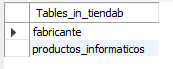 Tables_in_tiendab
fabricante
productos_informaticos